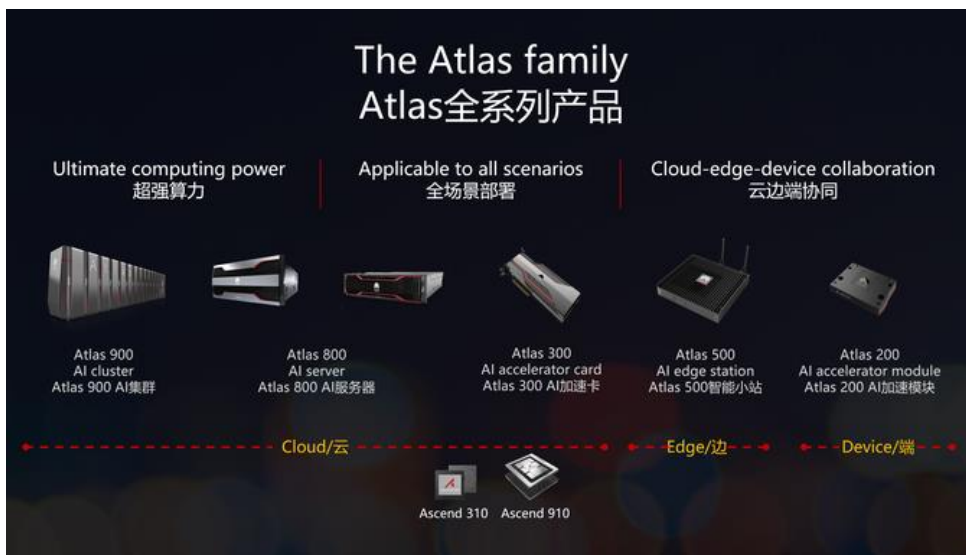 The Atlas family
Atlas全系列产品
Ultimate computing power
超强算力
Applicable to all scenarios
全场景部署
Cloud-edge-device collaboration
云边端协同
Atlas 900
AI cluster
Atlas 900 AI集群
Atlas 800
AI server
Atlas 800 AI服务器
Atlas 300
AI accelerator card
Atlas 300 AI加速卡
Atlas 500
AI edge station
Atlas 500智能小站
Atlas 200
AI accelerator module
Atlas 200 AI加速模块
Cloud/云
Edge/边
Device/端
Ascend 310
Ascend 910